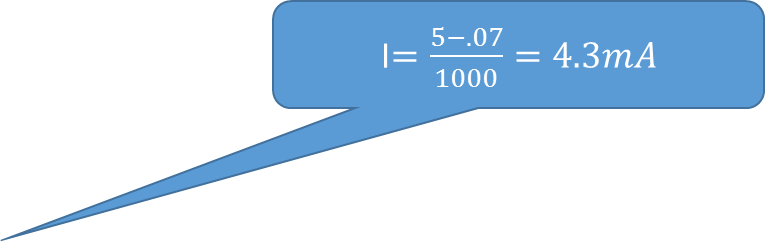 I= 5−.07/1000 = 4.3mA